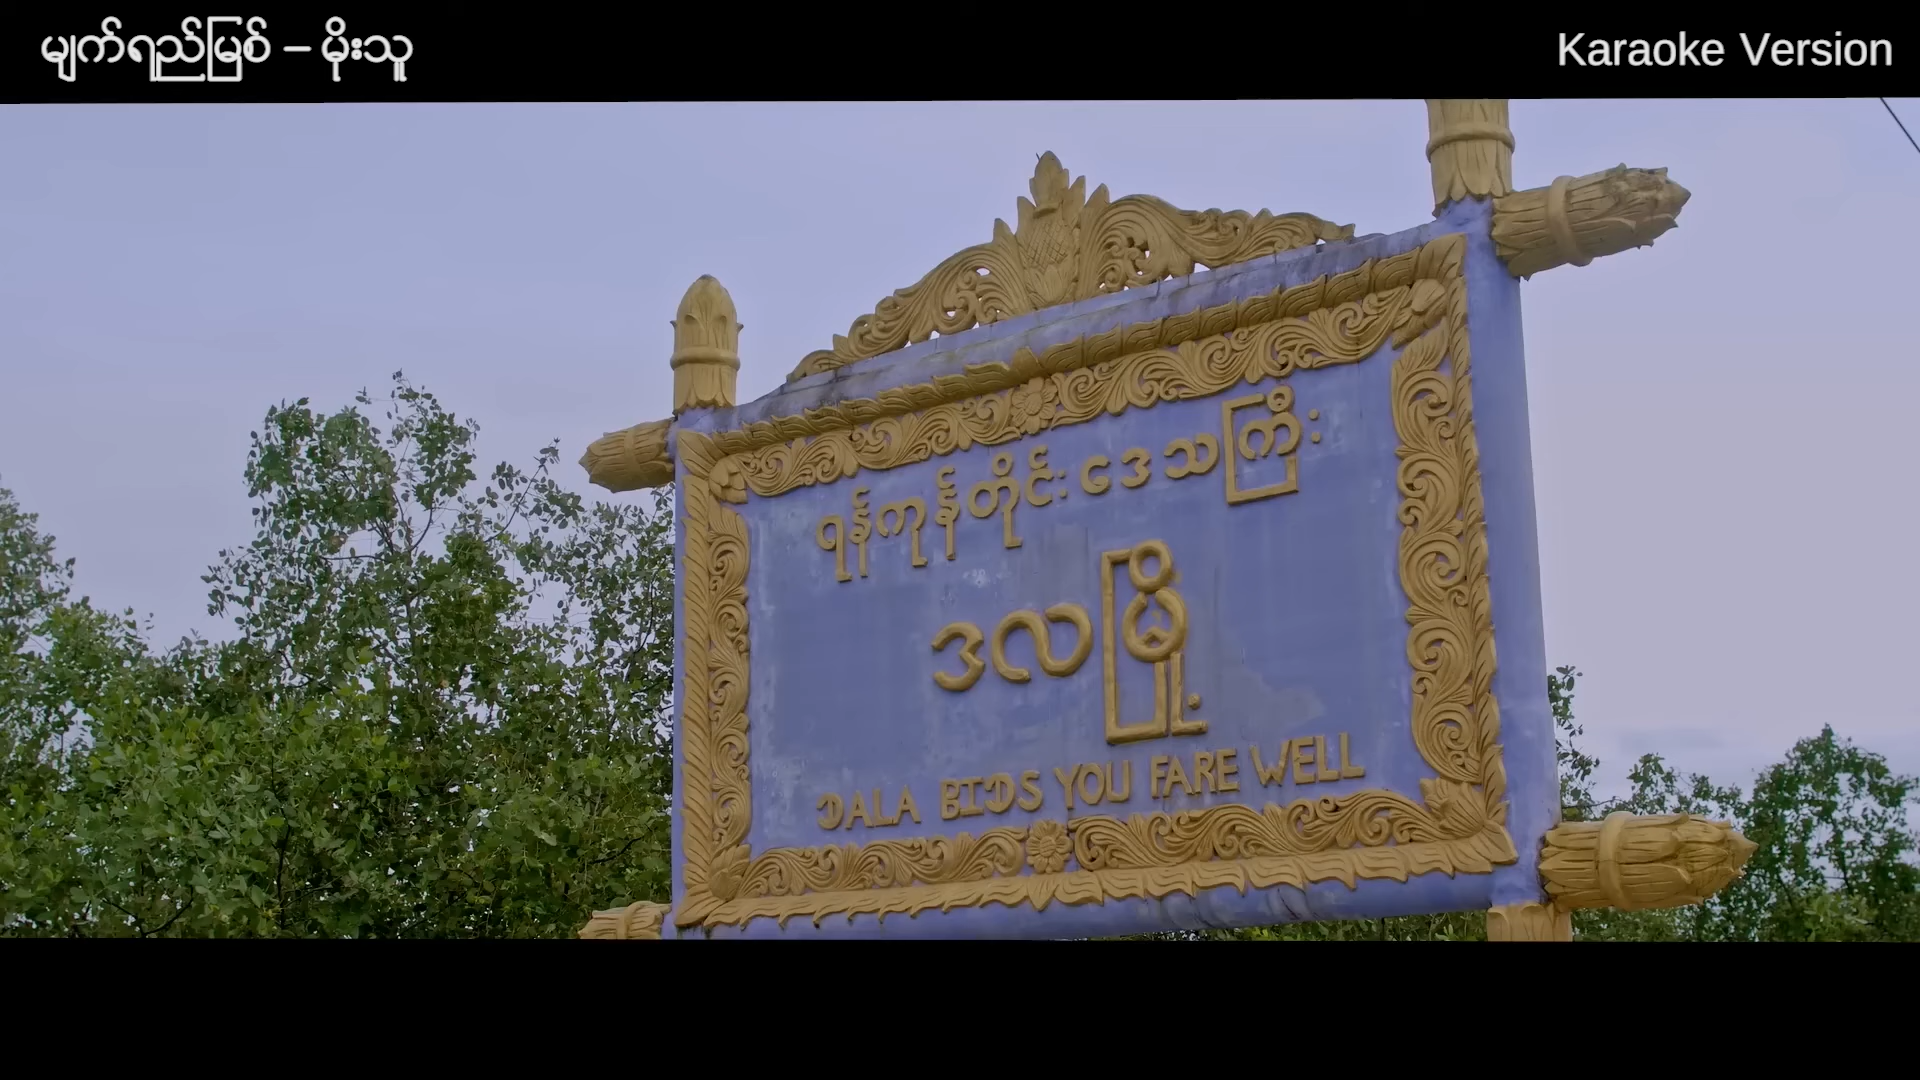 မျက်ရည်မြစ် – မိုးသူ
Karaoke Version
ရန်ကုန်တိုင်းဒေသကြီး
ဒလမြို့
DALA BIDS YOU FARE WELL